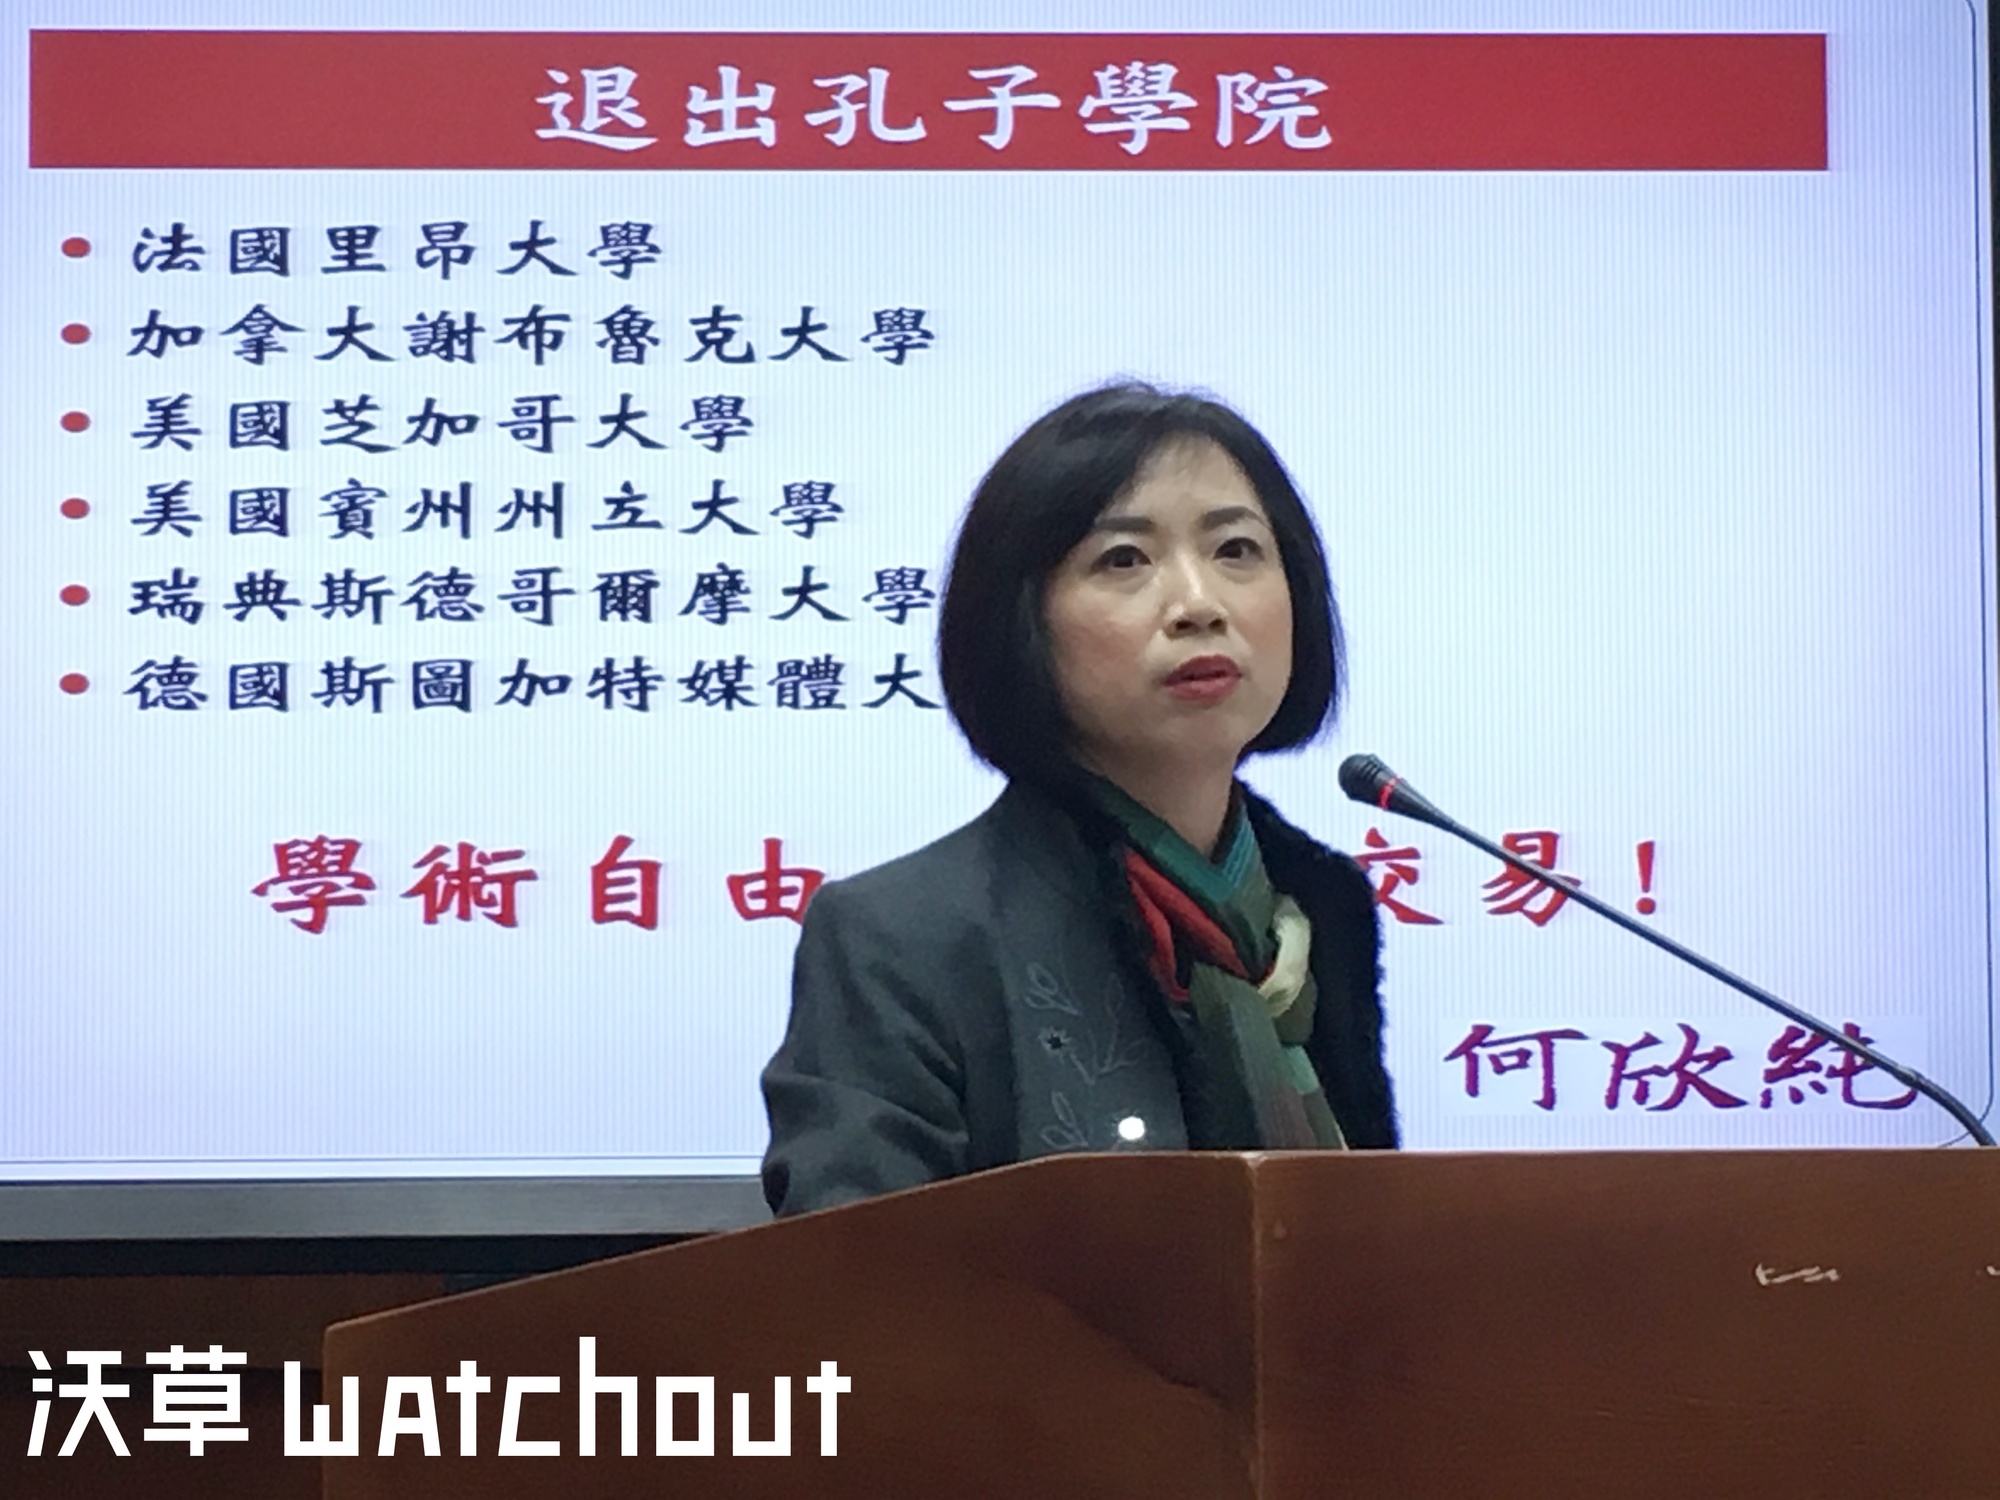 退出孔子學院
法國里昂大學
加拿大謝布魯克大學
美國芝加哥大學
美國賓州州立大學
瑞典斯德哥爾摩大學
德國斯圖加特媒體大
學術自由 交易！
何欣純
沃草 watchout